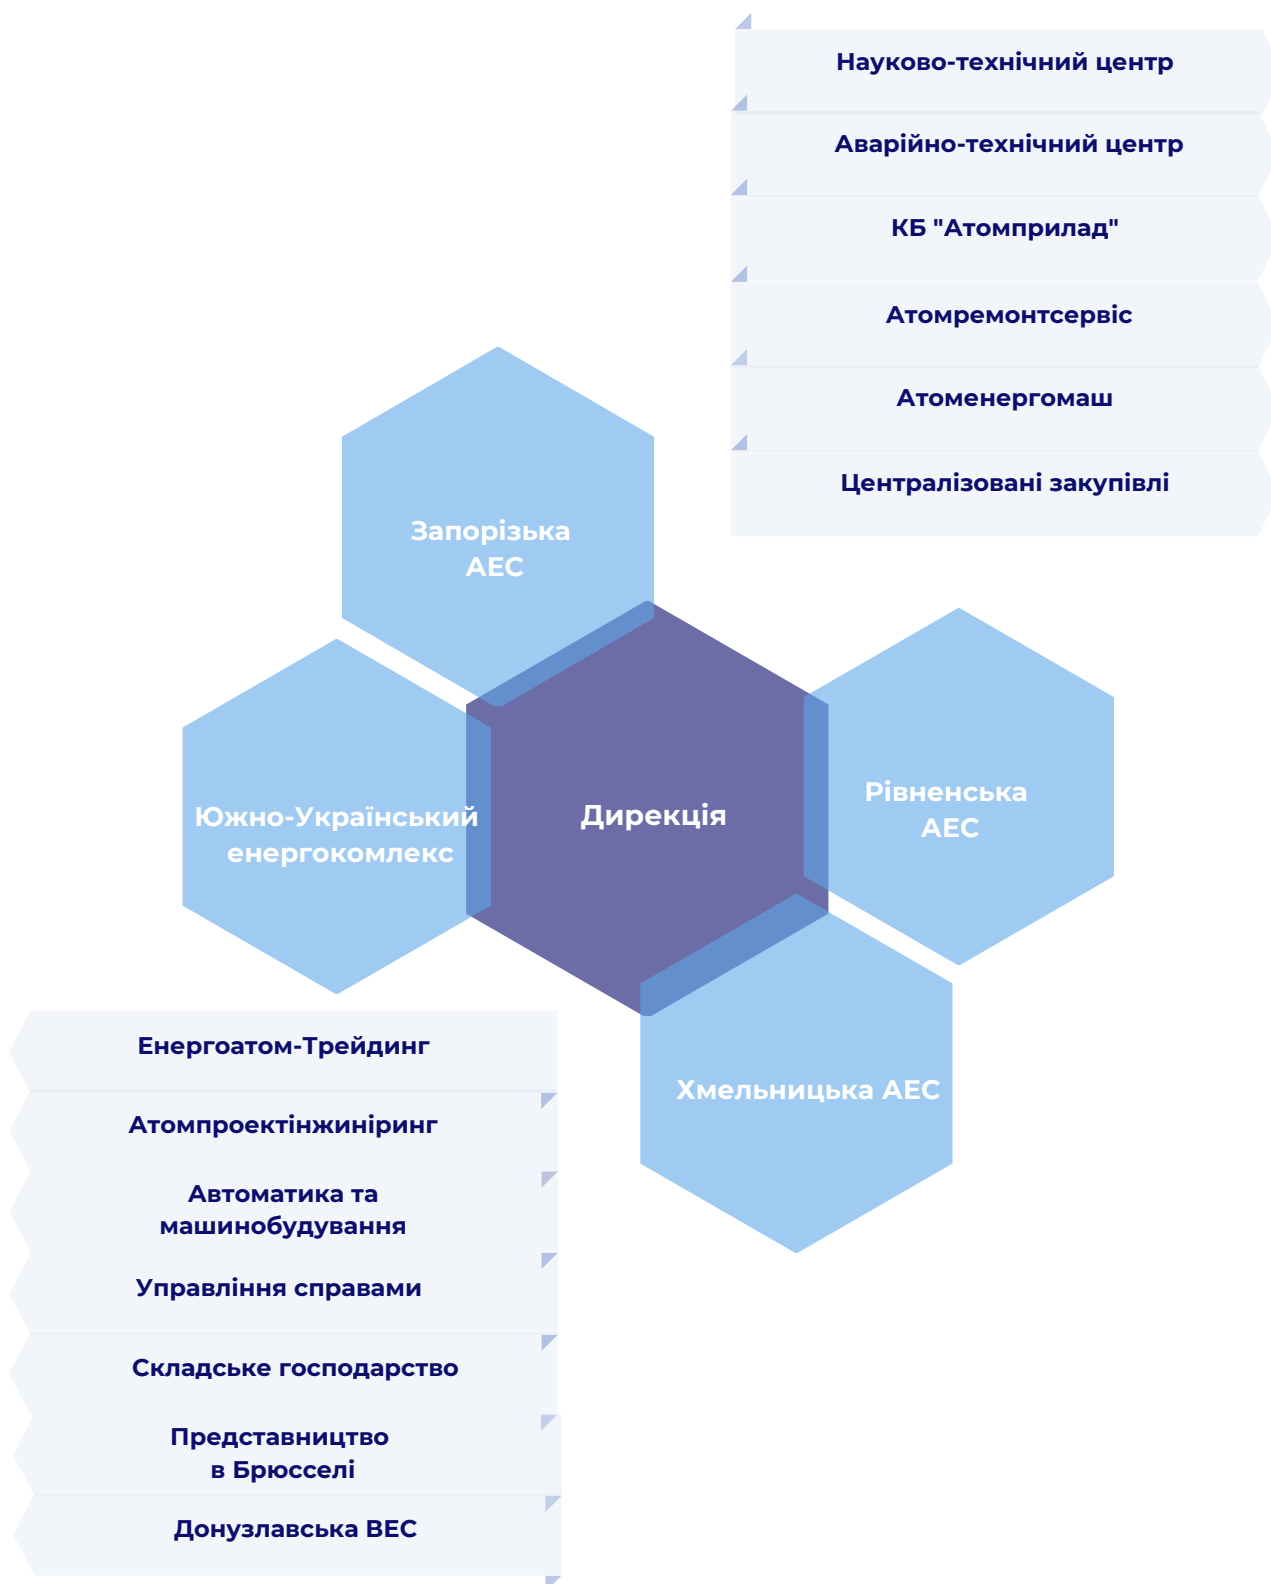 Науково-технічний центр
Аварійно-технічний центр
КБ "Атомприлад"
Атомремонтсервіс
Атоменергомаш
Централізовані закупівлі
Запорізька
АЕС
Южно-Український
енергокомлекс
Дирекція
Рівненська
АЕС
Хмельницька АЕС
Енергоатом-Трейдинг
Атомпроектінжиніринг
Автоматика та
машинобудування
Управління справами
Складське господарство
Представництво
в Брюсселі
Донузлавська ВЕС